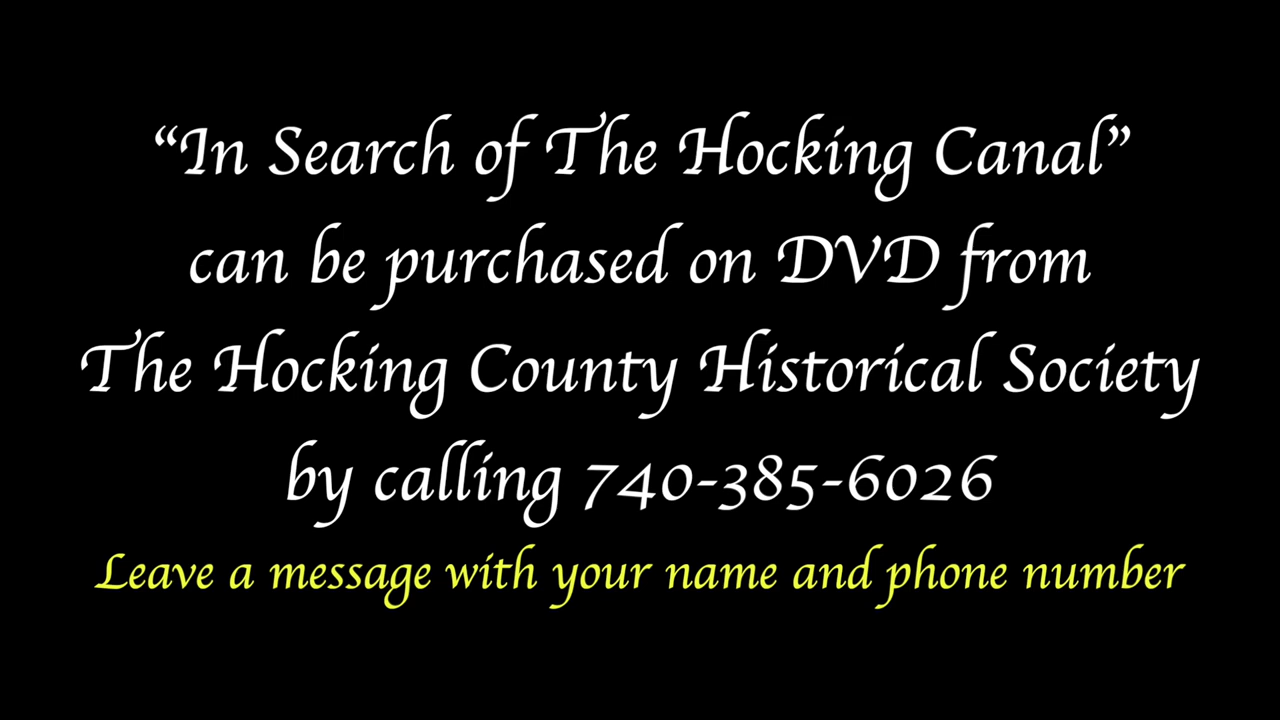 “In Search of The Hocking Canal”
can be purchased on DVD from
The Hocking County Historical Society
by calling 740-385-6026
Leave a message with your name and phone number